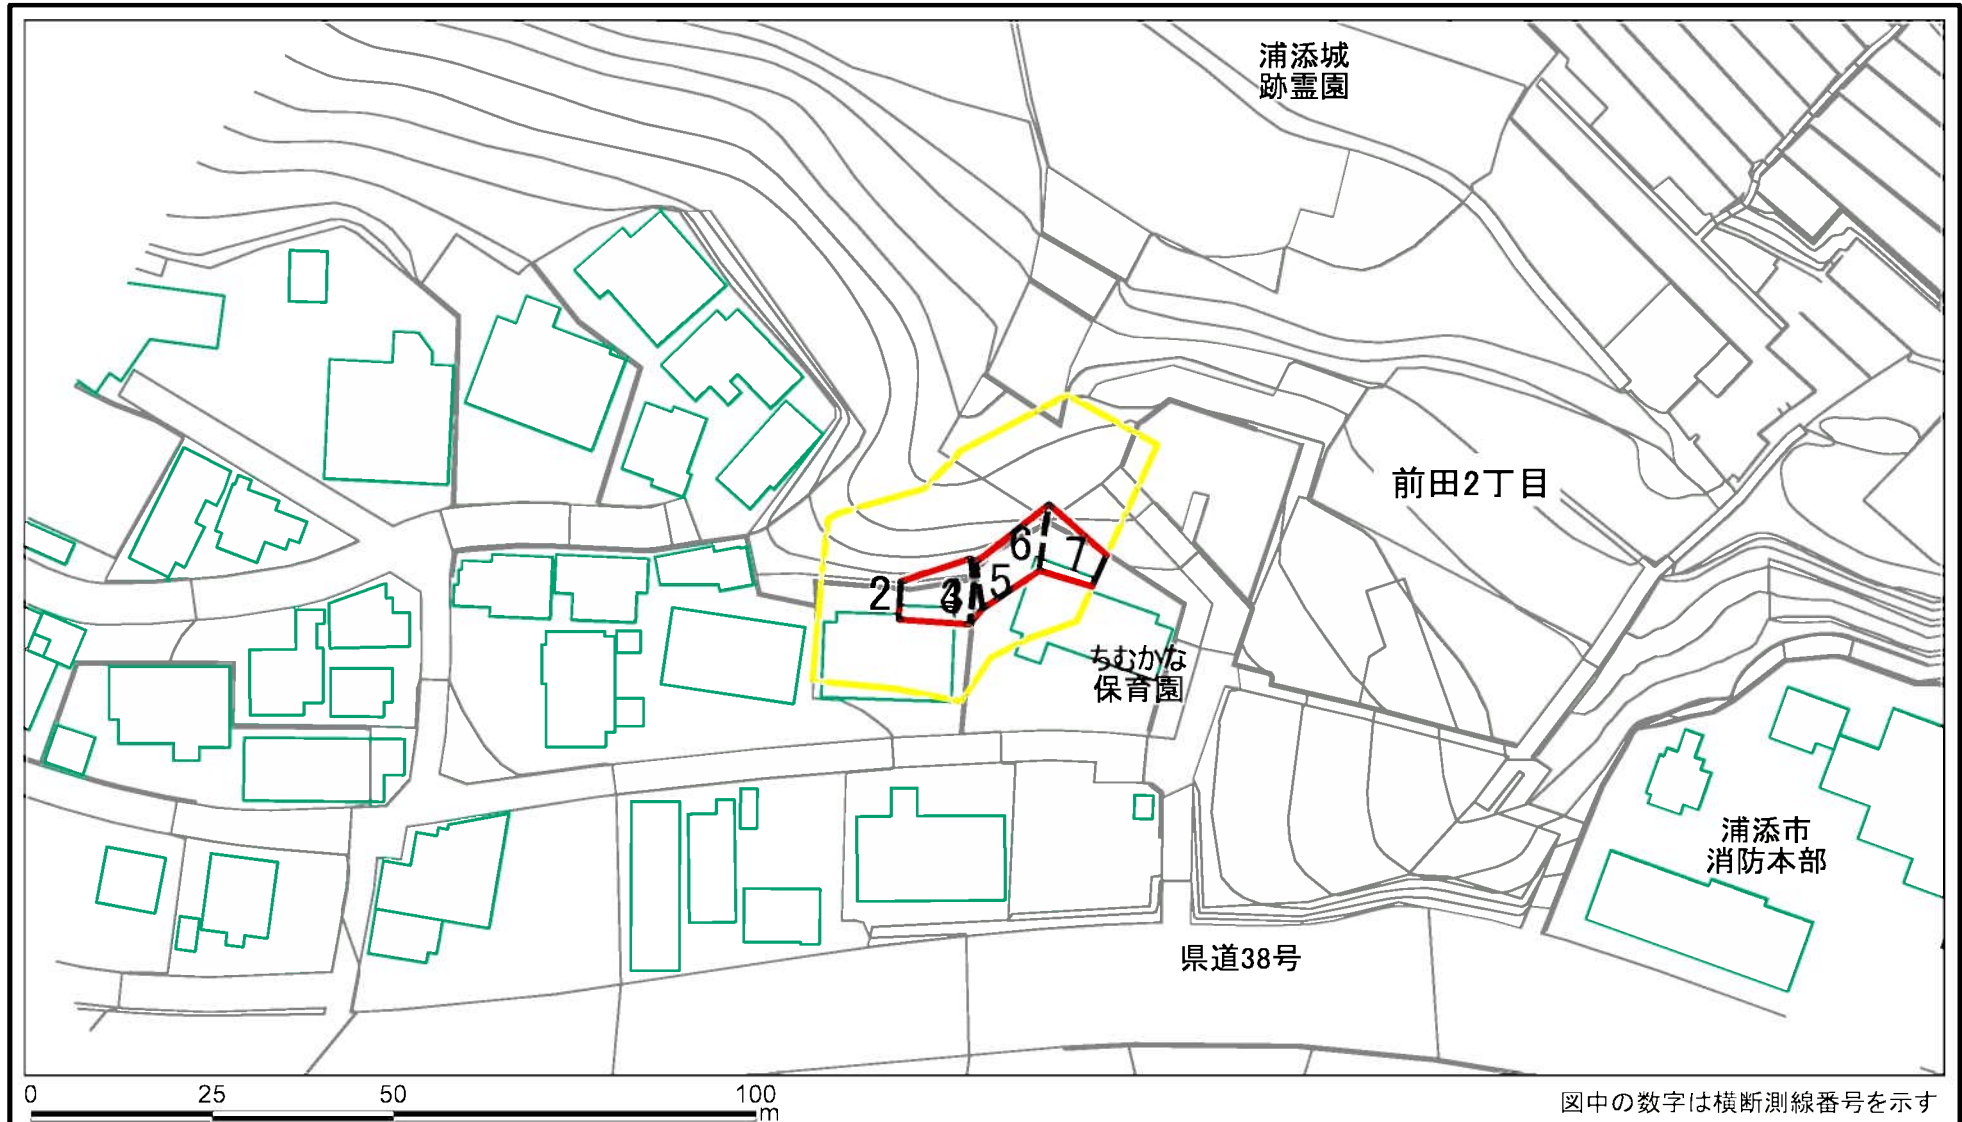 浦添城
跡霊園
前田2丁目
6
7
2
3
4
5
ちむかな
保育園
浦添市
消防本部
県道38号
0 25 50 100
m
図中の数字は横断測線番号を示す